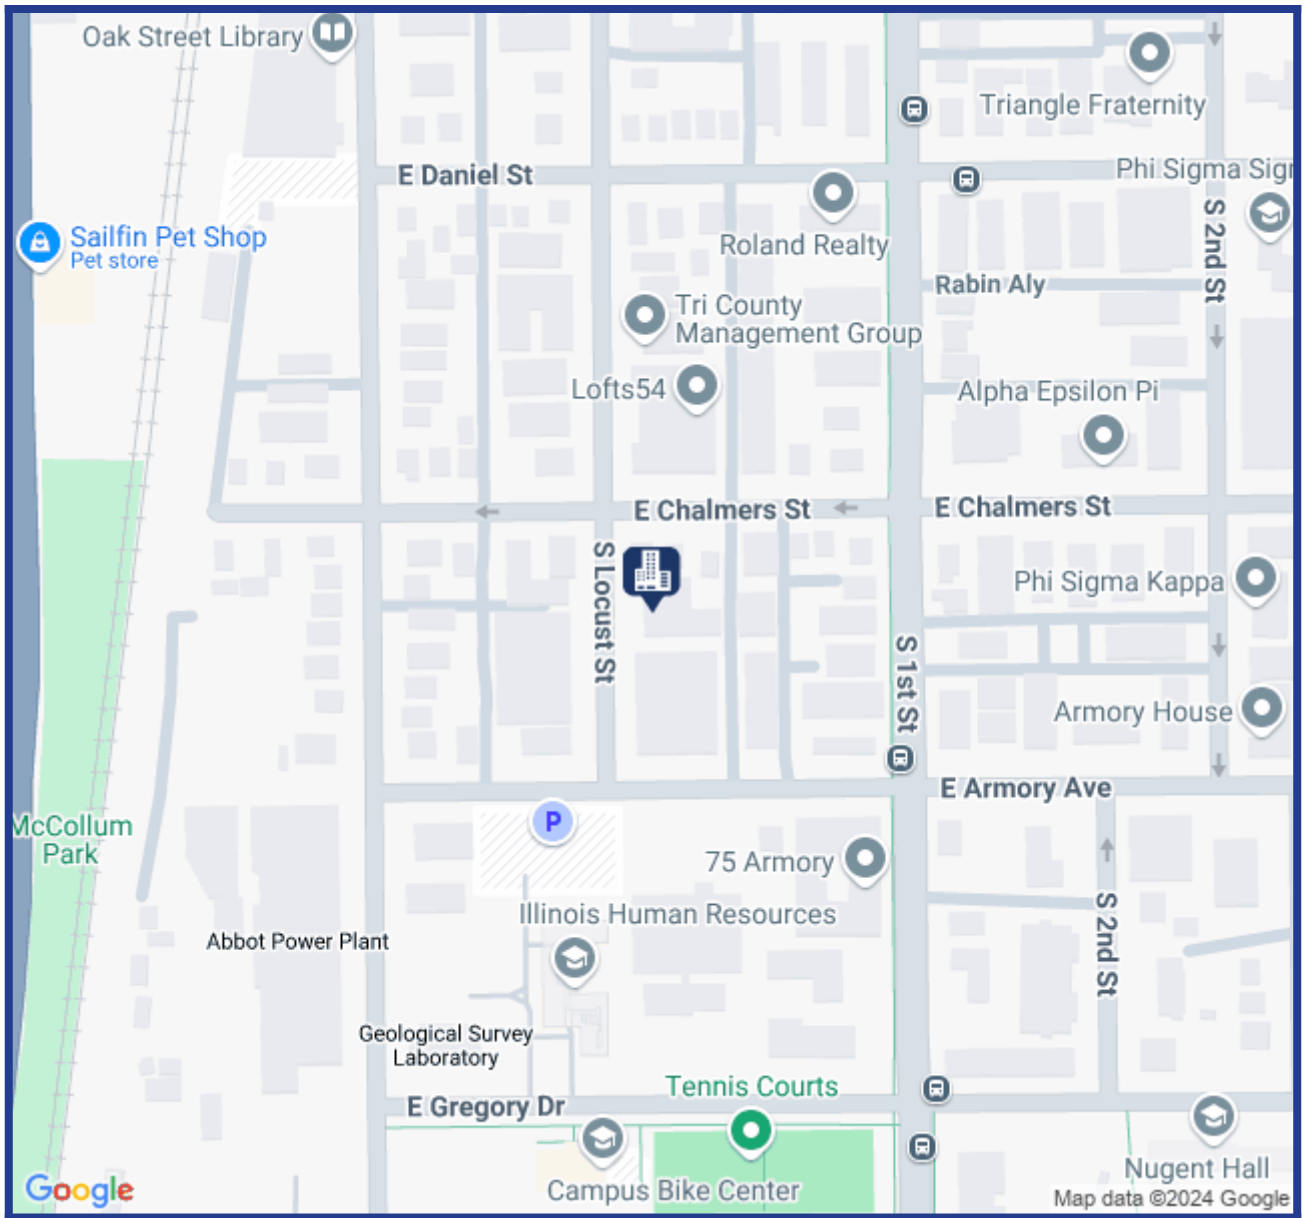 Oak Street Library
Triangle Fraternity
E Daniel St
Phi Sigma Sigr
Sailfin Pet Shop
Pet store
Roland Realty
S 2nd St
Rabin Aly
Tri County
Management Group
Lofts54
Alpha Epsilon Pi
E Chalmers St
E Chalmers St
S Locust St
Phi Sigma Kappa
S 1st St
Armory House
E Armory Ave
McCollum
Park
P
75 Armory
Illinois Human Resources
S 2nd St
Abbot Power Plant
Geological Survey
Laboratory
Tennis Courts
E Gregory Dr
Nugent Hall
Campus Bike Center
Google
Map data ©2024 Google